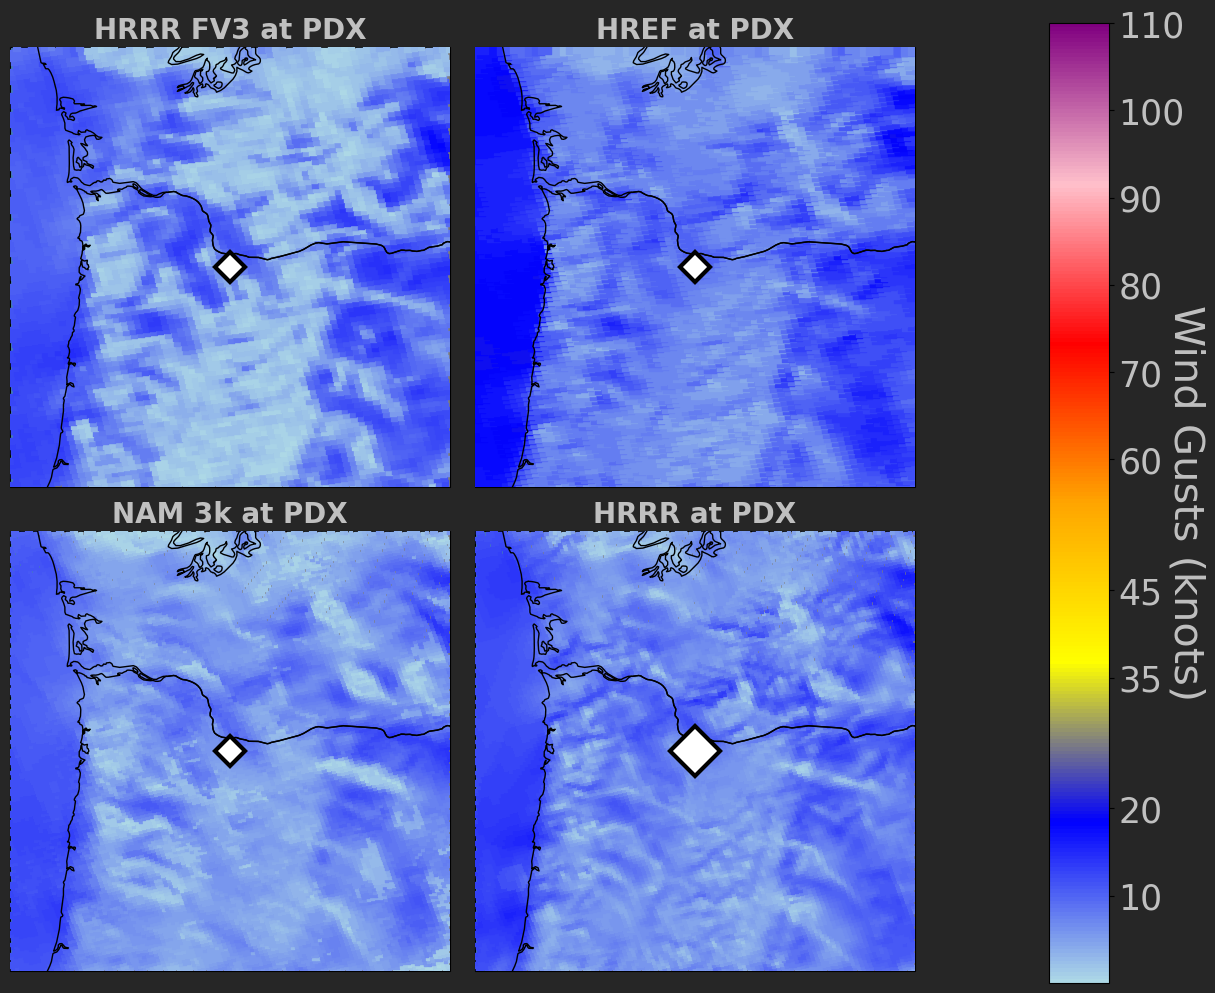 HRRR FV3 at PDX
HREF at PDX
NAM 3k at PDX
HRRR at PDX
110
100
90
80
70
60
45
35
20
10
Wind Gusts (knots)